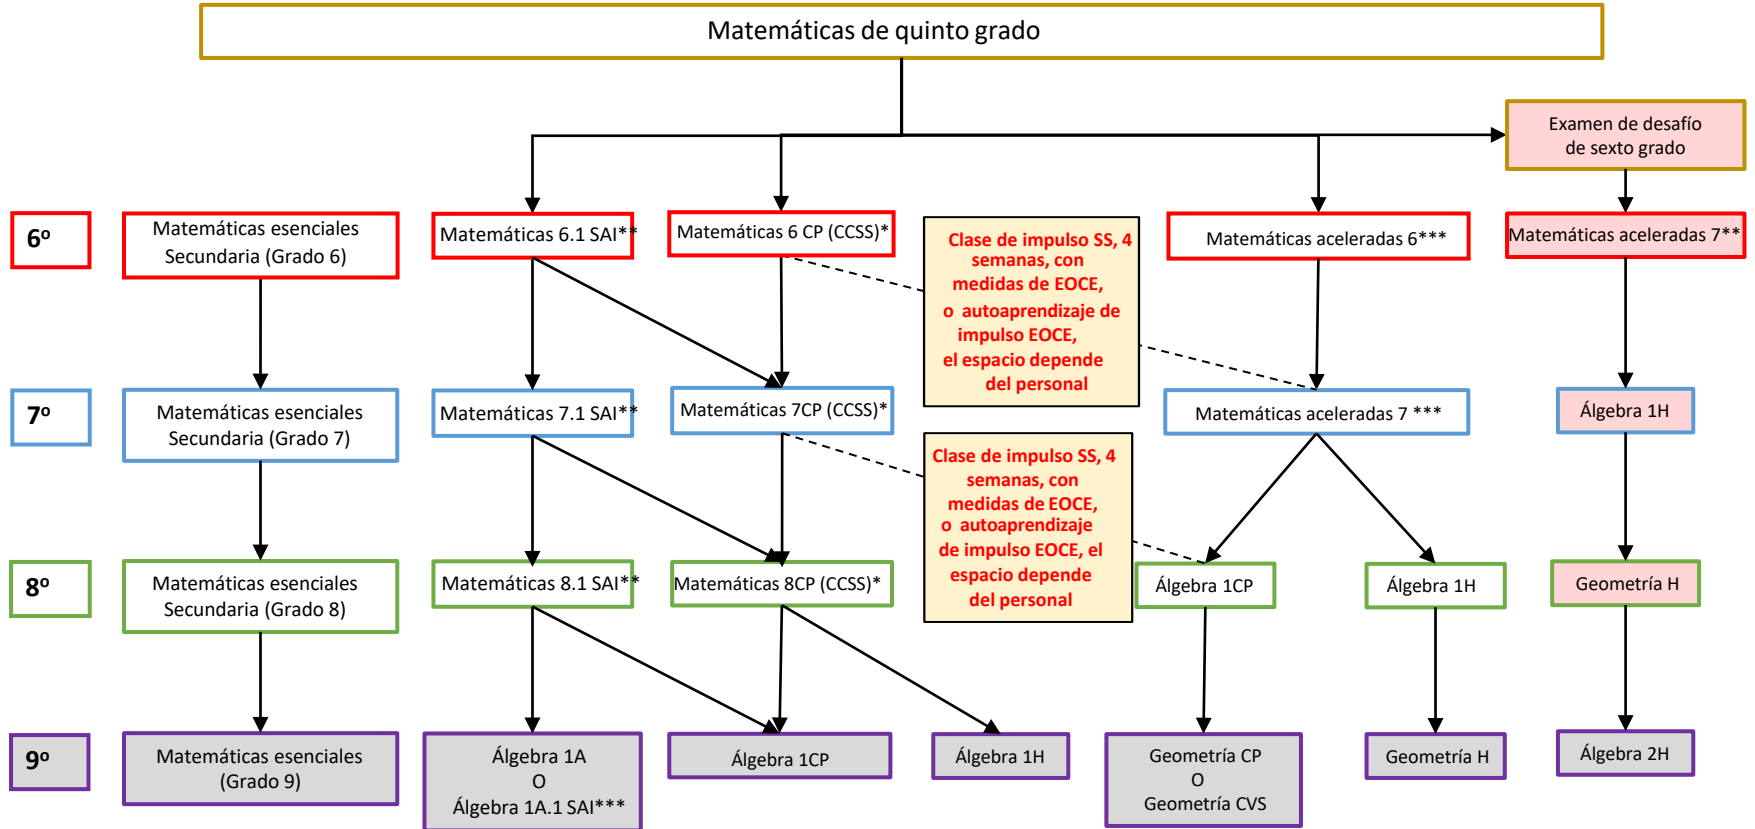 Matemáticas de quinto grado
Examen de desafío
de sexto grado
6º
Matemáticas esenciales
Secundaria (Grado 6)
Matemáticas 6.1 SAI**
Matemáticas 6 CP (CCSS)*
Clase de impulso SS, 4
semanas, con
medidas de EOCE,
o autoaprendizaje de
impulso EOCE,
el espacio depende
del personal
Matemáticas aceleradas 6***
Matemáticas aceleradas 7**
7º
Matemáticas esenciales
Secundaria (Grado 7)
Matemáticas 7.1 SAI**
Matemáticas 7CP (CCSS)*
Matemáticas aceleradas 7 ***
Álgebra 1H
Clase de impulso SS, 4
semanas, con
medidas de EOCE,
o autoaprendizaje
de impulso EOCE, el
espacio depende
del personal
8º
Matemáticas esenciales
Secundaria (Grado 8)
Matemáticas 8.1 SAI**
Matemáticas 8CP (CCSS)*
Álgebra 1CP
Álgebra 1H
Geometría H
9º
Matemáticas esenciales
(Grado 9)
Álgebra 1A
O
Álgebra 1A.1 SAI***
Álgebra 1CP
Álgebra 1H
Geometría CP
O
Geometría CVS
Geometría H
Álgebra 2H